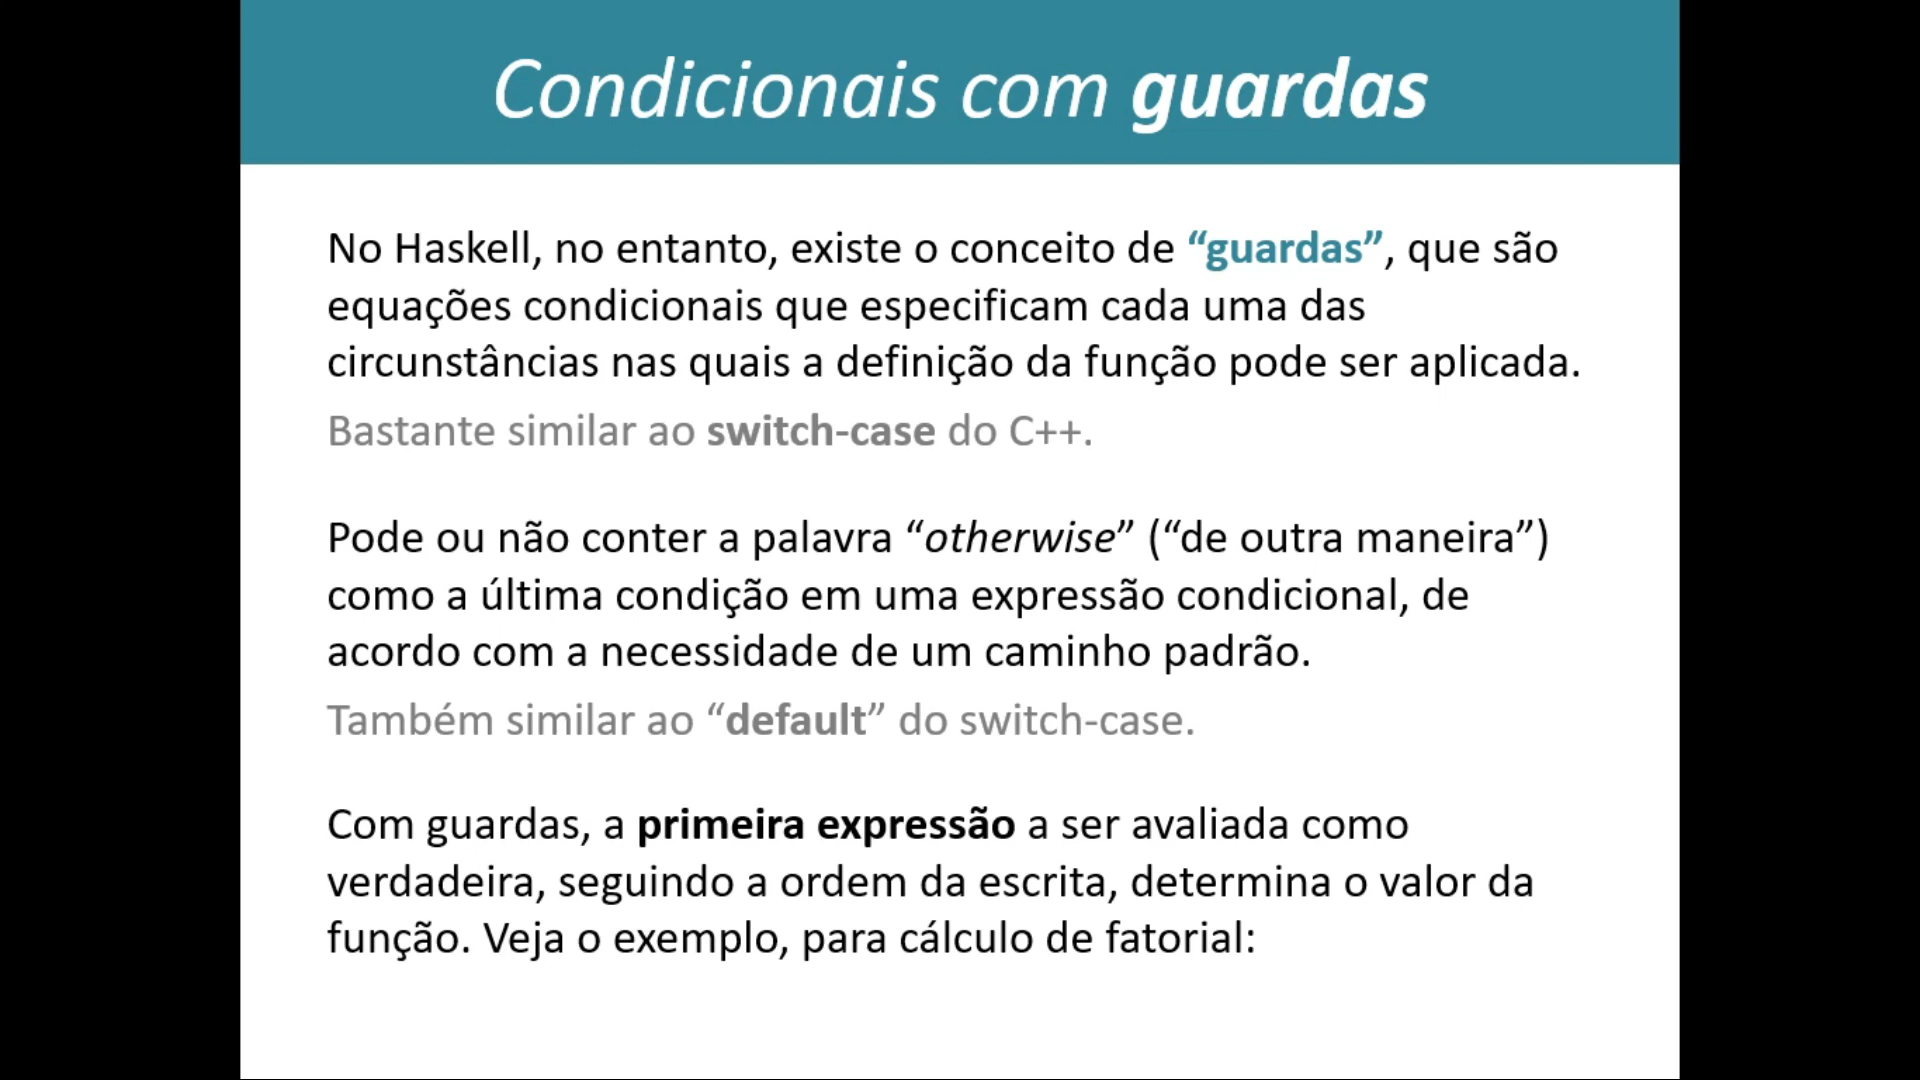 Condicionais com guardas
No Haskell, no entanto, existe o conceito de “guardas”, que são
equações condicionais que especificam cada uma das
circunstâncias nas quais a definição da função pode ser aplicada.
Bastante similar ao switch-case do C++.
Pode ou não conter a palavra “otherwise” (“de outra maneira”)
como a última condição em uma expressão condicional, de
acordo com a necessidade de um caminho padrão.
Também similar ao “default” do switch-case.
Com guardas, a primeira expressão a ser avaliada como
verdadeira, seguindo a ordem da escrita, determina o valor da
função. Veja o exemplo, para cálculo de fatorial: